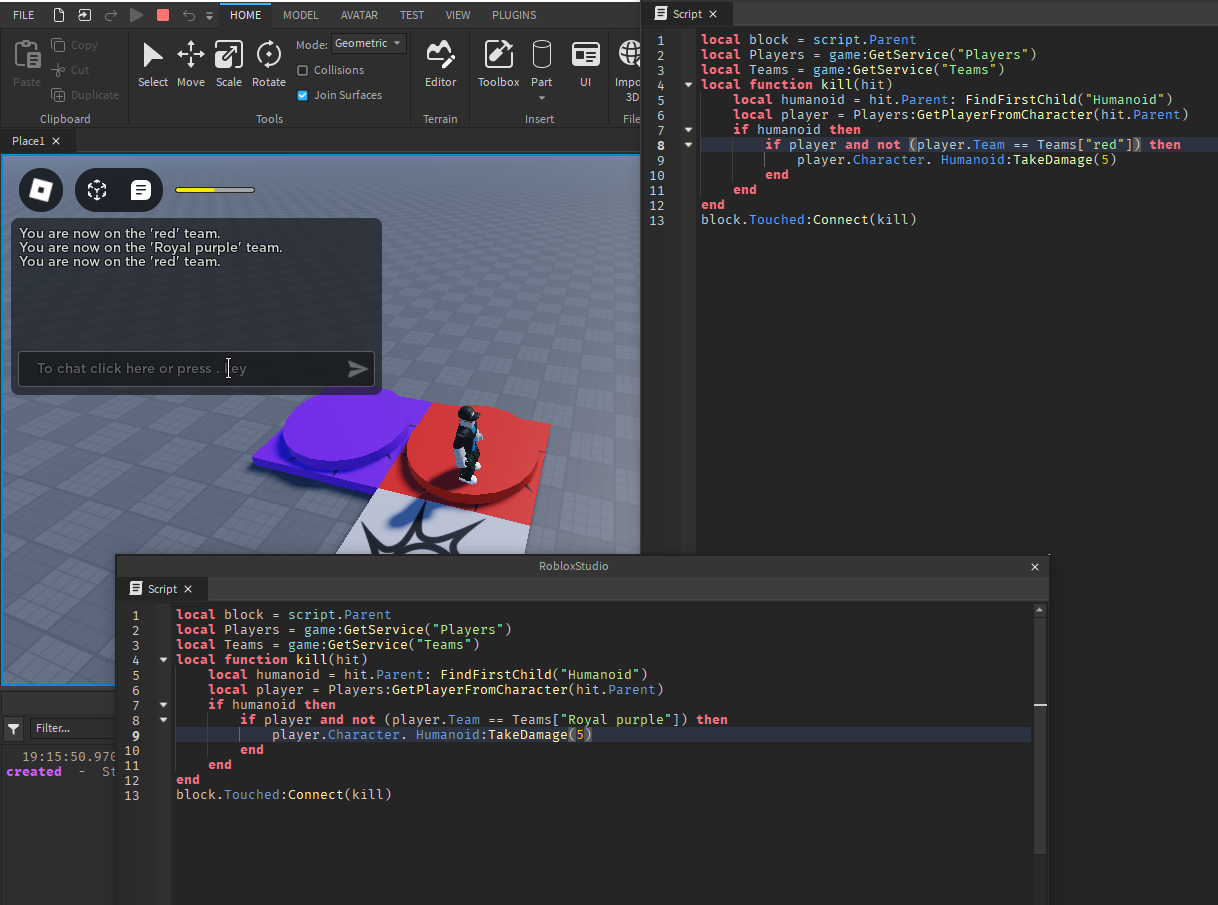 FILE HOME MODEL AVATAR TEST VIEW PLUGINS
Paste Copy Cut Duplicate
Clipboard
Select Move Scale Rotate
Mode: Geometric
Collisions
Join Surfaces
Tools
Editor
Terrain
Toolbox Part UI
Insert
3D
File
Place1
You are now on the 'red' team.
You are now on the 'Royal purple' team.
You are now on the 'red' team.
To chat click here or press . key
Script
1 local block = script.Parent
2 local Players = game:GetService("Players")
3 local Teams = game:GetService("Teams")
4 local function kill(hit)
5 local humanoid = hit.Parent: FindFirstChild("Humanoid")
6 local player = Players:GetPlayerFromCharacter(hit.Parent)
7 if humanoid then
8 if player and not (player.Team == Teams["red"]) then
9 player.Character. Humanoid:TakeDamage(5)
10 end
11 end
12 end
13 block.Touched:Connect(kill)
RobloxStudio
Script
1 local block = script.Parent
2 local Players = game:GetService("Players")
3 local Teams = game:GetService("Teams")
4 local function kill(hit)
5 local humanoid = hit.Parent: FindFirstChild("Humanoid")
6 local player = Players:GetPlayerFromCharacter(hit.Parent)
7 if humanoid then
8 if player and not (player.Team == Teams["Royal purple"]) then
9 player.Character. Humanoid:TakeDamage(5)
10 end
11 end
12 end
13 block.Touched:Connect(kill)
Filter...
19:15:50.970
created - St